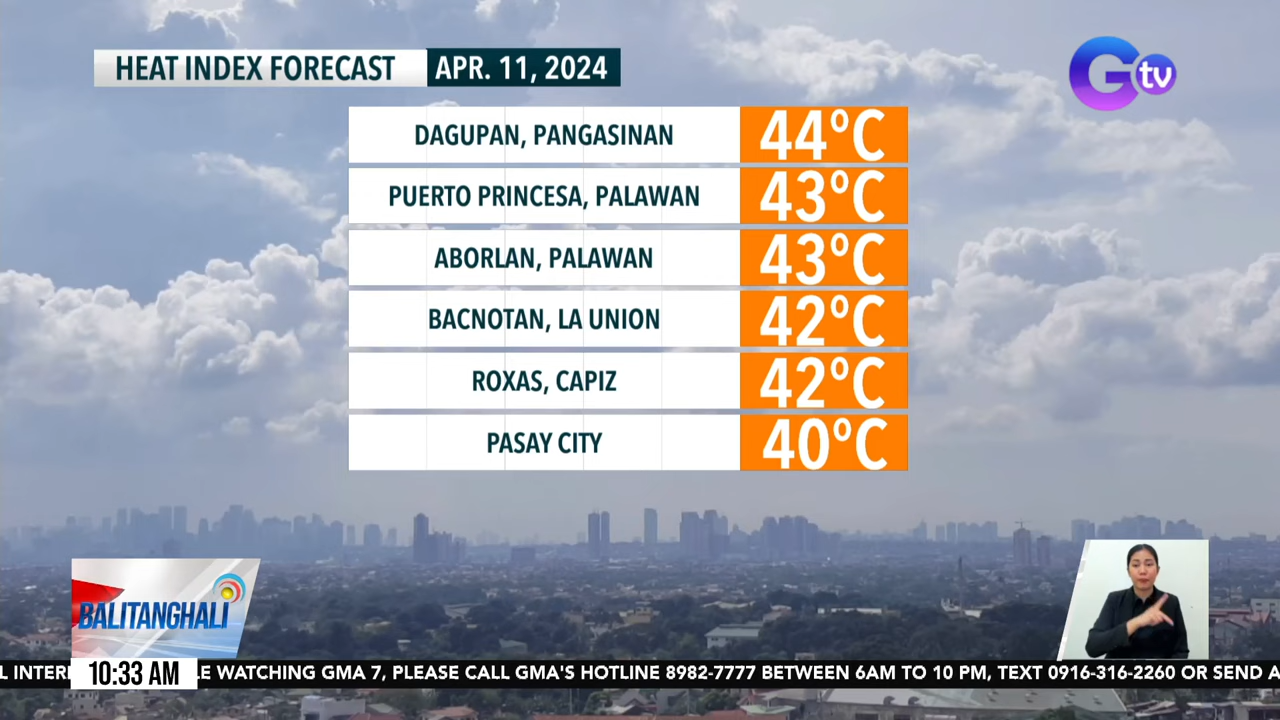 HEAT INDEX FORECAST APR. 11, 2024
G tv
DAGUPAN, PANGASINAN 44°C
PUERTO PRINCESA, PALAWAN 43°C
ABORLAN, PALAWAN 43°C
BACNOTAN, LA UNION 42°C
ROXAS, CAPIZ 42°C
PASAY CITY 40°C
BALITANGHALI
10:33 AM
L INTER LE WATCHING GMA 7, PLEASE CALL GMA'S HOTLINE 8982-7777 BETWEEN 6AM TO 10 PM, TEXT 0916-316-2260 OR SEND A